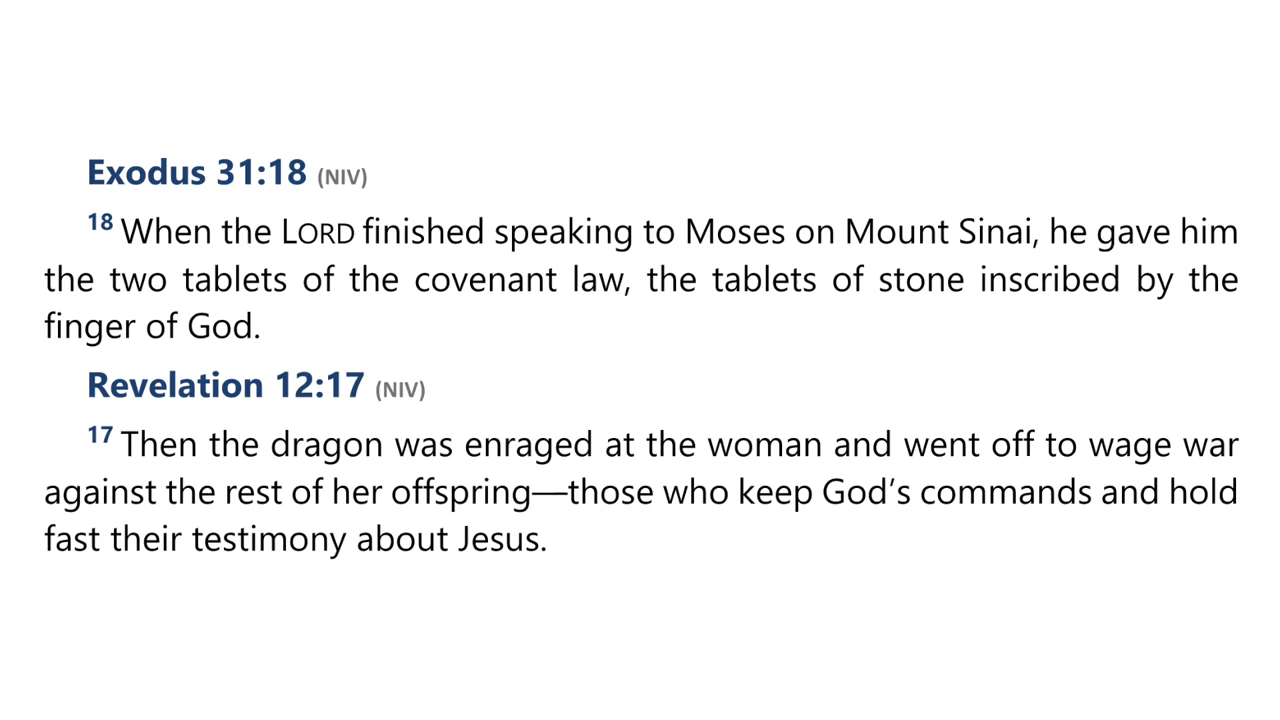 Exodus 31:18 (NIV)
18 When the LORD finished speaking to Moses on Mount Sinai, he gave him
the two tablets of the covenant law, the tablets of stone inscribed by the
finger of God.
Revelation 12:17 (NIV)
17 Then the dragon was enraged at the woman and went off to wage war
against the rest of her offspring—those who keep God’s commands and hold
fast their testimony about Jesus.